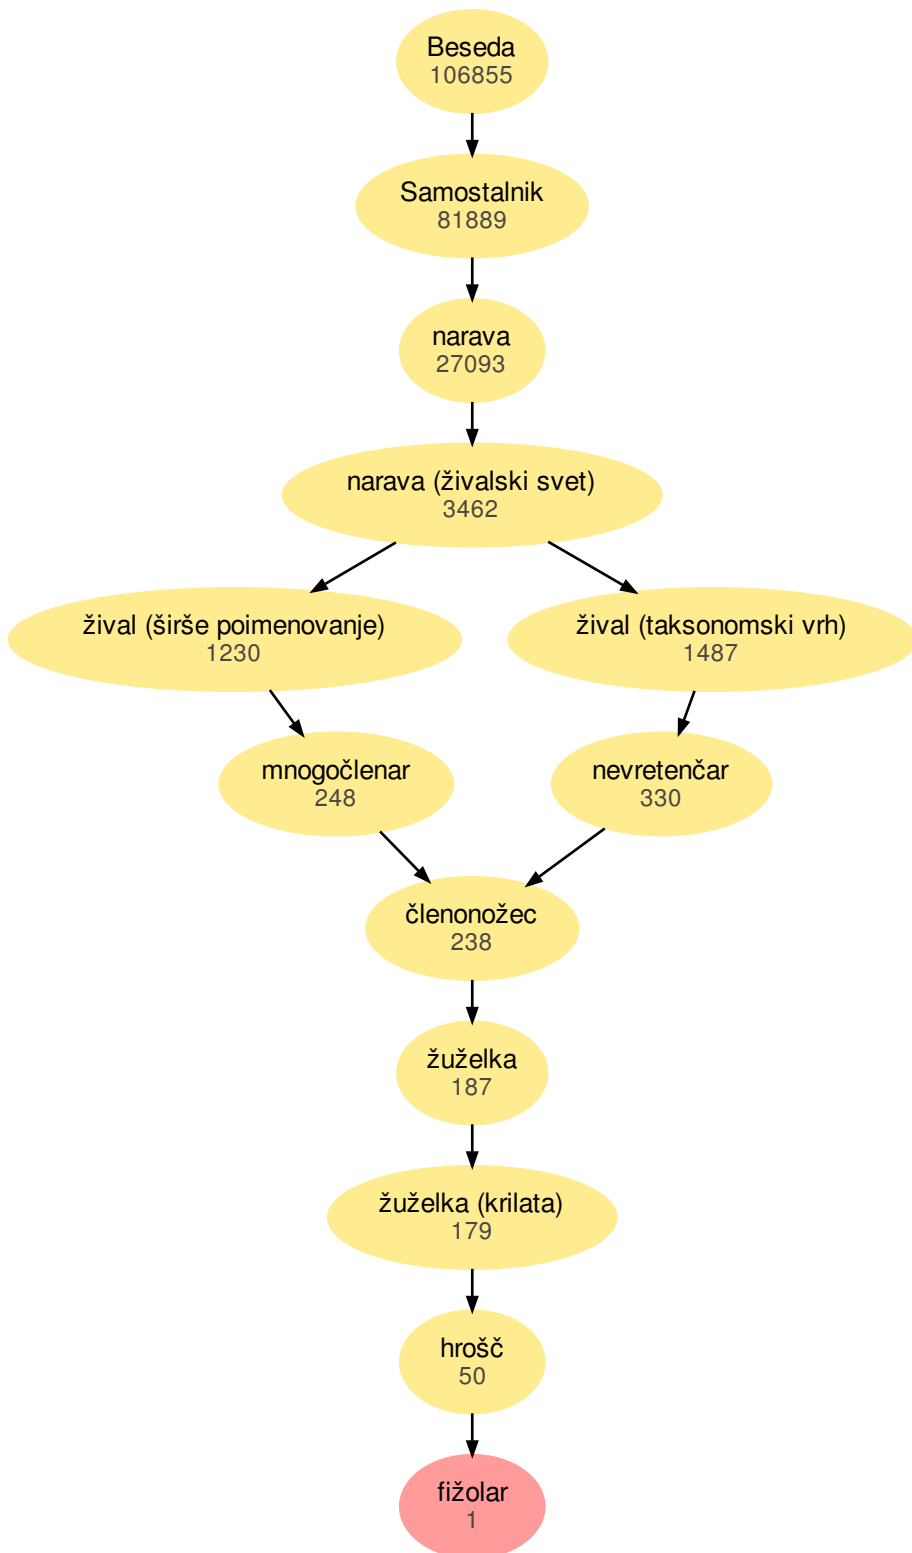 Beseda
106855
Samostalnik
81889
narava
27093
narava (živalski svet)
3462
žival (širše poimenovanje)
1230
žival (taksonomski vrh)
1487
mnogočlenar
248
nevretenčar
330
členonožec
238
žuželka
187
žuželka (krilata)
179
hrošč
50
fižolar
1